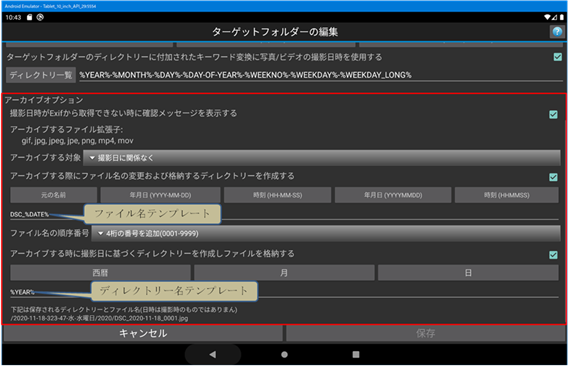 Android Emulator - Tablet_10_inch_API_29:5554
10:43
ターゲットフォルダーの編集
ターゲットフォルダーのディレクトリーに付加されたキーワード変換に写真/ビデオの撮影日時を使用する
ディレクトリ一覧 %YEAR%-%MONTH%-%DAY%-%DAY-OF-YEAR%-%WEEKNO%-%WEEKDAY%-%WEEKDAY_LONG%
アーカイブオプション
撮影日時がExifから取得できない時に確認メッセージを表示する
アーカイブするファイル拡張子:
gif, jpg, jpeg, jpe, png, mp4, mov
アーカイブする対象 撮影日に関係なく
アーカイブする際にファイル名の変更および格納するディレクトリーを作成する
元の名前 年月日 (YYYY-MM-DD) 時刻 (HH-MM-SS) 年月日 (YYYYMMDD) 時刻 (HHMMSS)
DSC_%DATE% ファイル名テンプレート
ファイル名の順序番号 4桁の番号を追加(0001-9999)
アーカイブする時に撮影日に基づくディレクトリーを作成しファイルを格納する
西暦 月 日
%YEAR% ディレクトリー名テンプレート
下記は保存されるディレクトリーとファイル名(日時は撮影時のものではありません)
/2020-11-18-323-47-水-水曜日/2020/DSC_2020-11-18_0001.jpg
キャンセル 保存